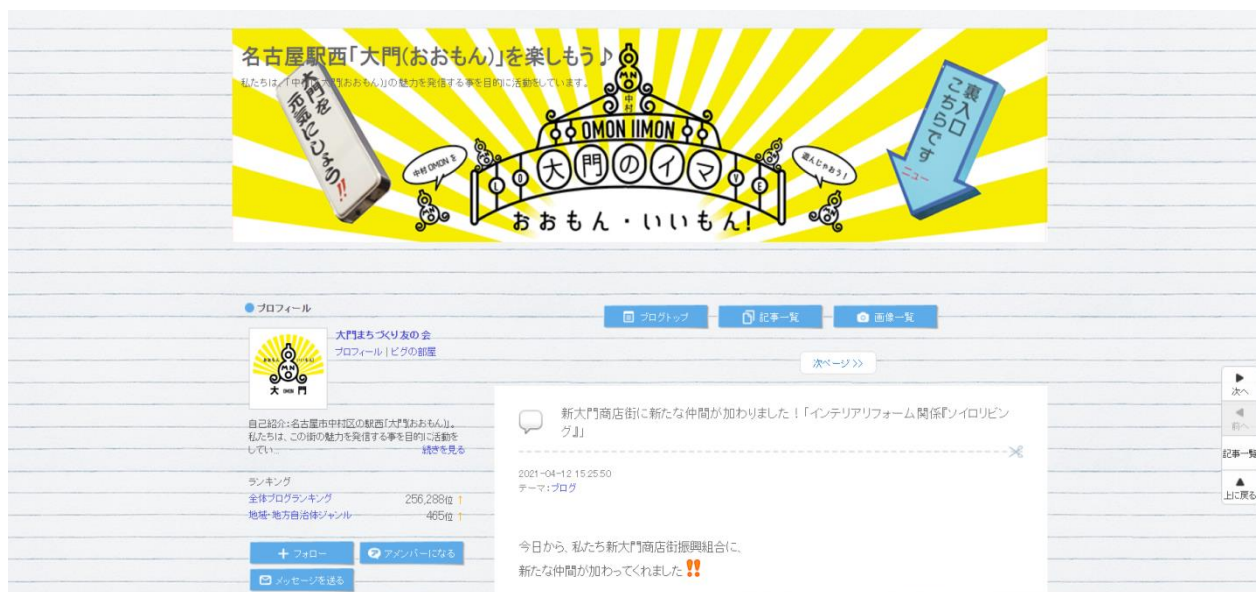 名古屋駅西「大門(おおもん)」を楽しもう♪
私たちは、「中村区大門(おおもん)」の魅力を発信する事を目的に活動をしています。
大門を
元気にしよう!!
中村
OMON IIMON
大門のイマ
LOVE
中村OMONを
遊んじゃおう!
おおもん・いいもん!
裏入口
こちらです
ニュー
プロフィール
大門まちづくり友の会
プロフィール | ピグの部屋
大 OMON 門
自己紹介:名古屋市中村区の駅西「大門(おおもん)」。
私たちは、この街の魅力を発信する事を目的に活動を
してい... 続きを見る
ランキング
全体ブログランキング 256,288位 ↑
地域・地方自治体ジャンル 465位 ↑
フォロー
アメンバーになる
メッセージを送る
ブログトップ
記事一覧
画像一覧
次ページ >>
新大門商店街に新たな仲間が加わりました!「インテリアリフォーム関係『ソイロリビン
グ』」
2021-04-12 15:25:50
テーマ:ブログ
今日から、私たち新大門商店街振興組合に、
新たな仲間が加わってくれました‼
次へ
前へ
記事一覧
上に戻る